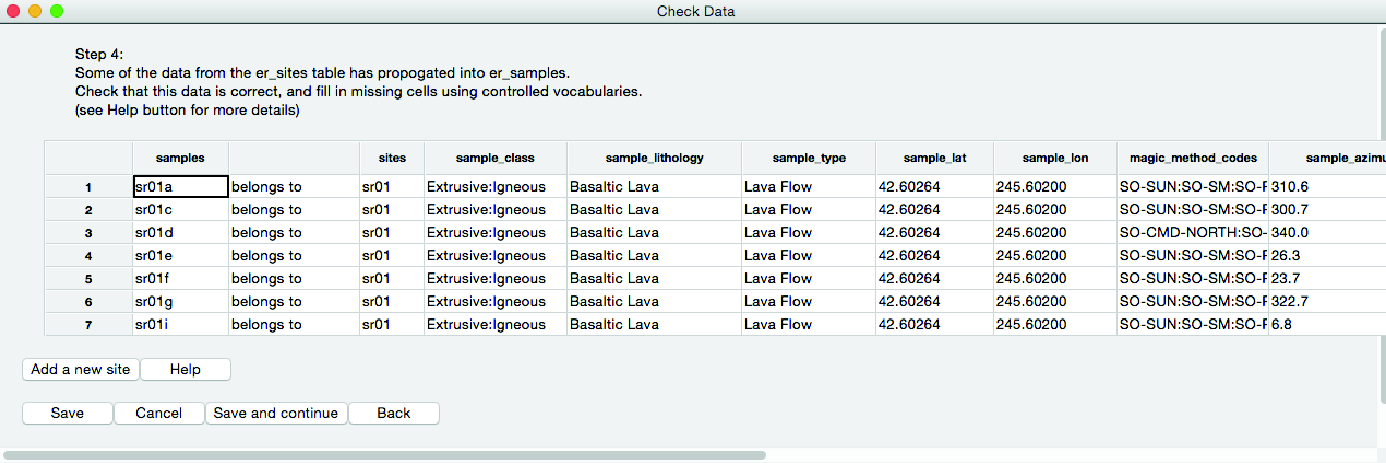 Check Data
Step 4:
Some of the data from the er_sites table has propogated into er_samples.
Check that this data is correct, and fill in missing cells using controlled vocabularies.
(see Help button for more details)
samples sites sample_class sample_lithology sample_type sample_lat sample_lon magic_method_codes sample_azimu
1 sr01a belongs to sr01 Extrusive:Igneous Basaltic Lava Lava Flow 42.60264 245.60200 SO-SUN:SO-SM:SO-F 310.6
2 sr01c belongs to sr01 Extrusive:Igneous Basaltic Lava Lava Flow 42.60264 245.60200 SO-SUN:SO-SM:SO-F 300.7
3 sr01d belongs to sr01 Extrusive:Igneous Basaltic Lava Lava Flow 42.60264 245.60200 SO-CMD-NORTH:SO- 340.0
4 sr01e belongs to sr01 Extrusive:Igneous Basaltic Lava Lava Flow 42.60264 245.60200 SO-SUN:SO-SM:SO-F 26.3
5 sr01f belongs to sr01 Extrusive:Igneous Basaltic Lava Lava Flow 42.60264 245.60200 SO-SUN:SO-SM:SO-F 23.7
6 sr01g belongs to sr01 Extrusive:Igneous Basaltic Lava Lava Flow 42.60264 245.60200 SO-SUN:SO-SM:SO-F 322.7
7 sr01i belongs to sr01 Extrusive:Igneous Basaltic Lava Lava Flow 42.60264 245.60200 SO-SUN:SO-SM:SO-F 6.8
Add a new site Help
Save Cancel Save and continue Back